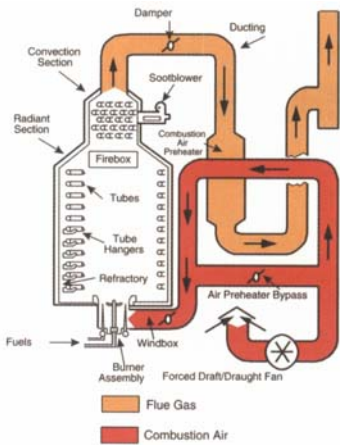 Damper
Ducting
Convection
Section
Sootblower
Radiant
Section
Combustion
Air
Preheater
Firebox
Tubes
Tube
Hangers
Refractory
Air Preheater Bypass
Windbox
Fuels
Burner
Assembly
Forced Draft/Draught Fan
Flue Gas
Combustion Air